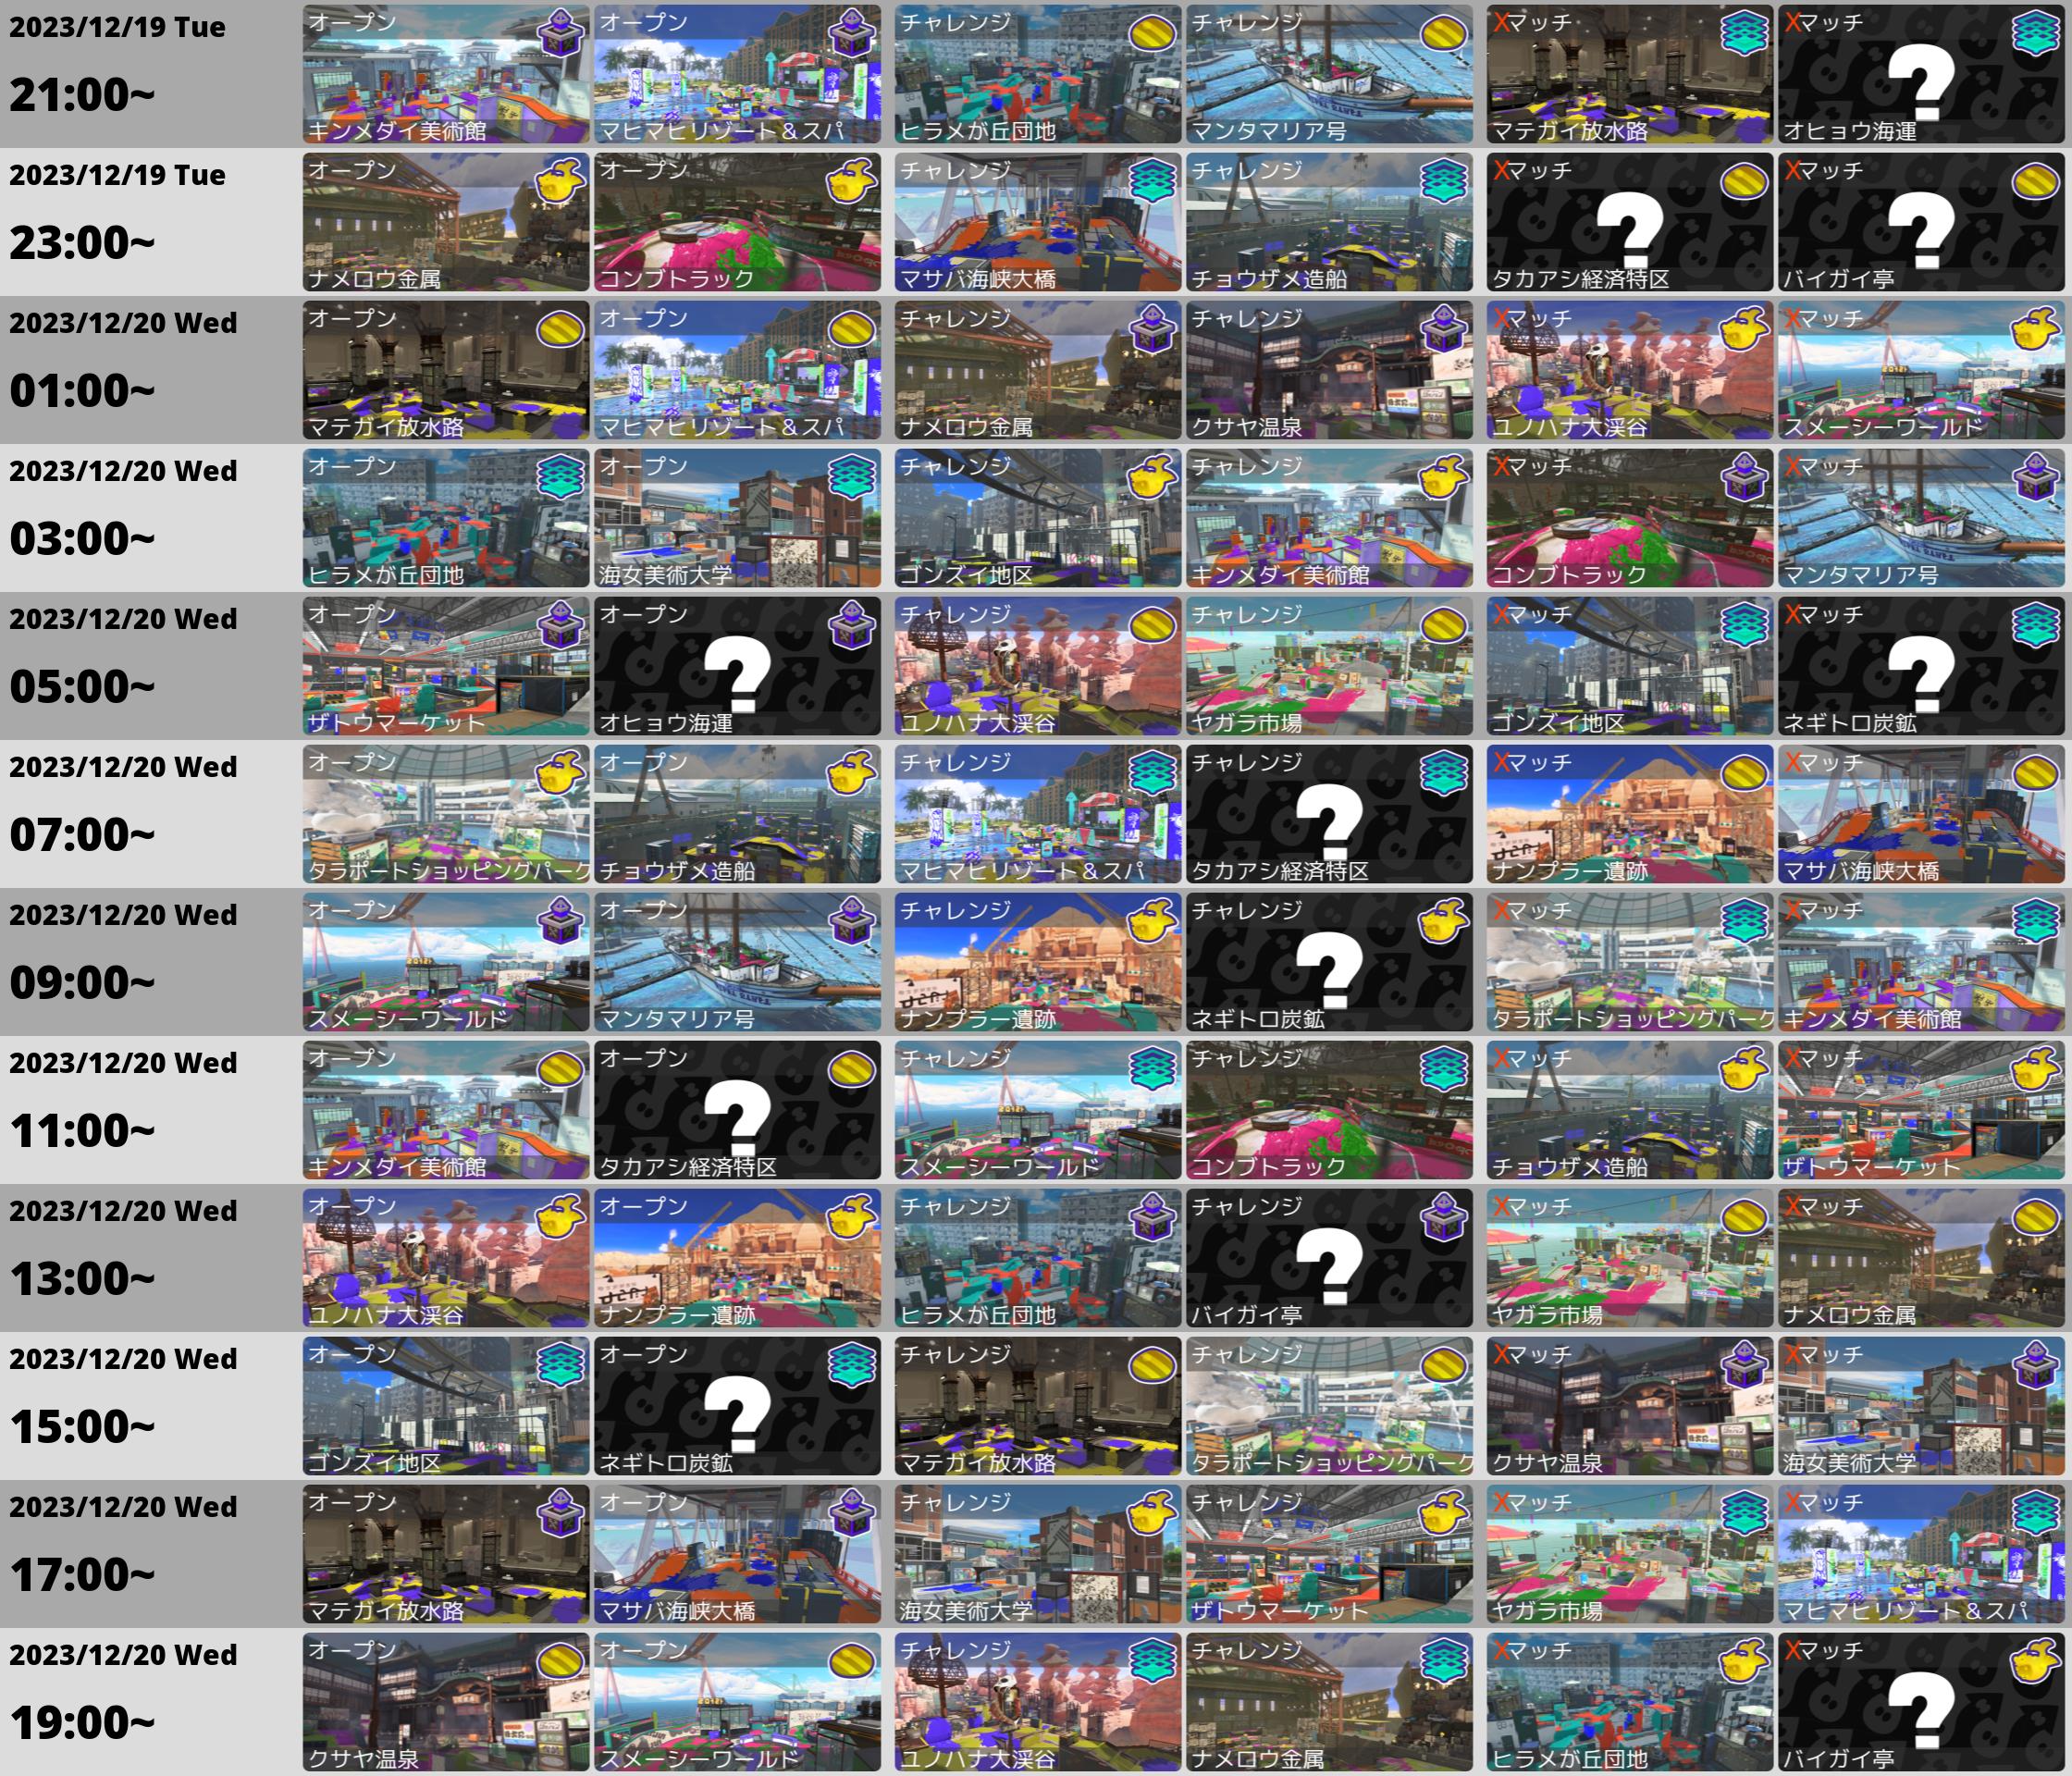 2023/12/19 Tue
21:00~
オープン オープン チャレンジ チャレンジ Xマッチ Xマッチ
キンメダイ美術館 マヒマヒリゾート＆スパ ヒラメが丘団地 マンタマリア号 マテガイ放水路 オヒョウ海運
2023/12/19 Tue
23:00~
オープン オープン チャレンジ チャレンジ Xマッチ Xマッチ
ナメロウ金属 コンブトラック マサバ海峡大橋 チョウザメ造船 タカアシ経済特区 バイガイ亭
2023/12/20 Wed
01:00~
オープン オープン チャレンジ チャレンジ Xマッチ Xマッチ
マテガイ放水路 マヒマヒリゾート＆スパ ナメロウ金属 クサヤ温泉 ユノハナ大渓谷 スメーシーワールド
2023/12/20 Wed
03:00~
オープン オープン チャレンジ チャレンジ Xマッチ Xマッチ
ヒラメが丘団地 海女美術大学 ゴンズイ地区 キンメダイ美術館 コンブトラック マンタマリア号
2023/12/20 Wed
05:00~
オープン オープン チャレンジ チャレンジ Xマッチ Xマッチ
ザトウマーケット オヒョウ海運 ユノハナ大渓谷 ヤガラ市場 ゴンズイ地区 ネギトロ炭鉱
2023/12/20 Wed
07:00~
オープン オープン チャレンジ チャレンジ Xマッチ Xマッチ
タラポートショッピングパーク チョウザメ造船 マヒマヒリゾート＆スパ タカアシ経済特区 ナンプラー遺跡 マサバ海峡大橋
2023/12/20 Wed
09:00~
オープン オープン チャレンジ チャレンジ Xマッチ Xマッチ
スメーシーワールド マンタマリア号 ナンプラー遺跡 ネギトロ炭鉱 タラポートショッピングパーク キンメダイ美術館
2023/12/20 Wed
11:00~
オープン オープン チャレンジ チャレンジ Xマッチ Xマッチ
キンメダイ美術館 タカアシ経済特区 スメーシーワールド コンブトラック チョウザメ造船 ザトウマーケット
2023/12/20 Wed
13:00~
オープン オープン チャレンジ チャレンジ Xマッチ Xマッチ
ユノハナ大渓谷 ナンプラー遺跡 ヒラメが丘団地 バイガイ亭 ヤガラ市場 ナメロウ金属
2023/12/20 Wed
15:00~
オープン オープン チャレンジ チャレンジ Xマッチ Xマッチ
ゴンズイ地区 ネギトロ炭鉱 マテガイ放水路 タラポートショッピングパーク クサヤ温泉 海女美術大学
2023/12/20 Wed
17:00~
オープン オープン チャレンジ チャレンジ Xマッチ Xマッチ
マテガイ放水路 マサバ海峡大橋 海女美術大学 ザトウマーケット ヤガラ市場 マヒマヒリゾート＆スパ
2023/12/20 Wed
19:00~
オープン オープン チャレンジ チャレンジ Xマッチ Xマッチ
クサヤ温泉 スメーシーワールド ユノハナ大渓谷 ナメロウ金属 ヒラメが丘団地 バイガイ亭